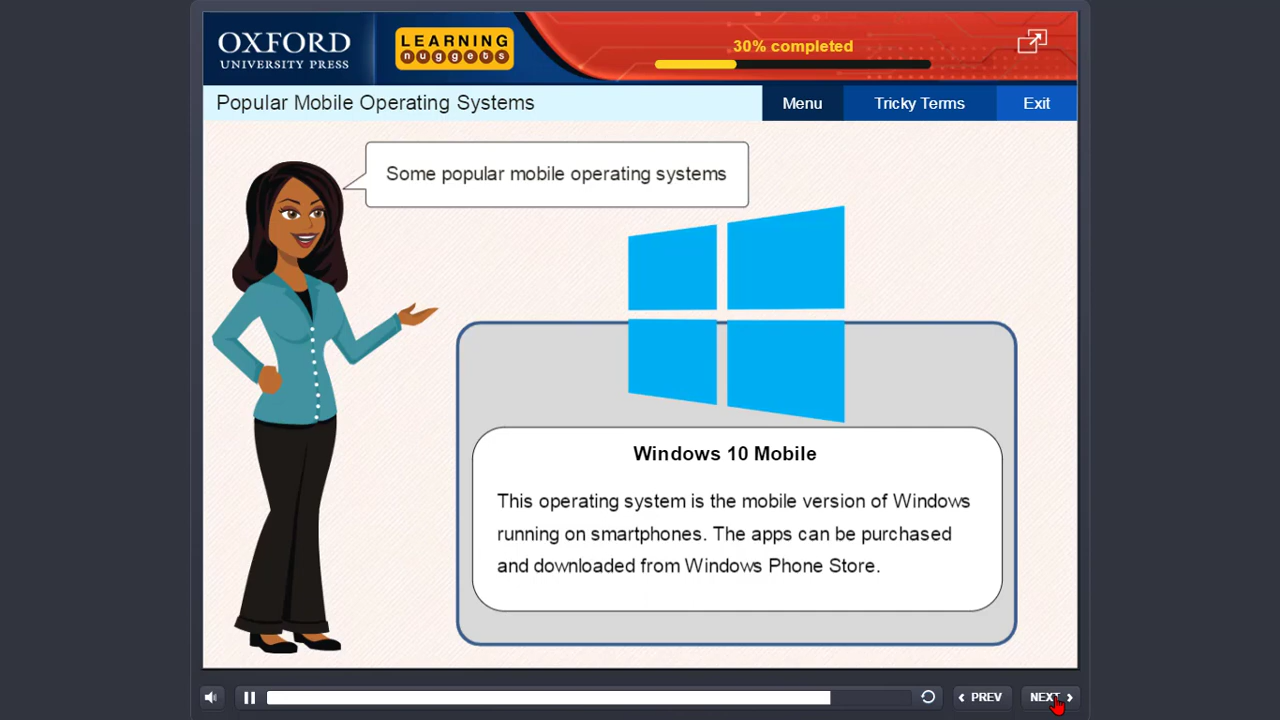 OXFORD
UNIVERSITY PRESS
LEARNING
nuggets
30% completed
Popular Mobile Operating Systems
Menu
Tricky Terms
Exit
Some popular mobile operating systems
Windows 10 Mobile
This operating system is the mobile version of Windows
running on smartphones. The apps can be purchased
and downloaded from Windows Phone Store.
PREV
NEXT